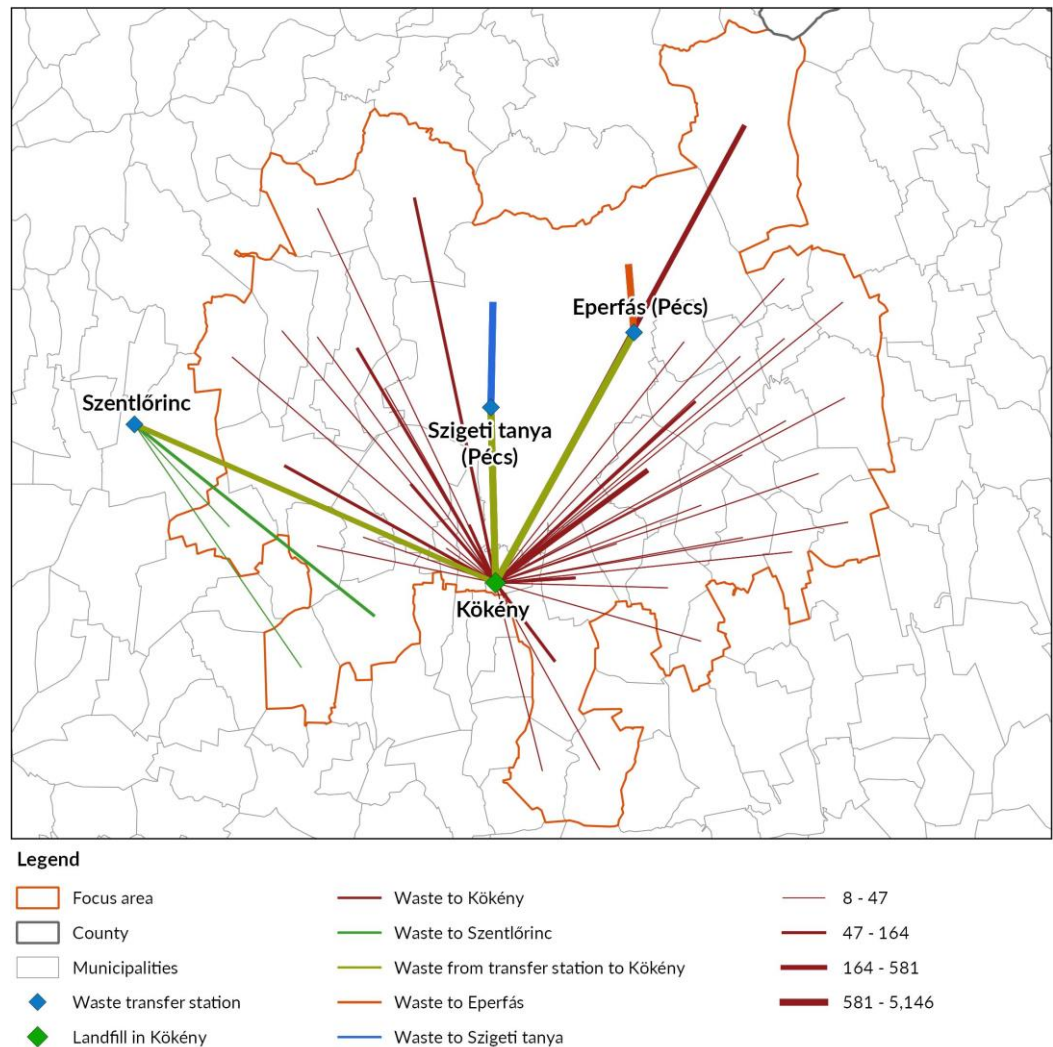 Eperfás (Pécs)
Szentlőrinc
Szigeti tanya
(Pécs)
Kökény
Legend
Focus area
County
Municipalities
Waste transfer station
Landfill in Kökény
Waste to Kökény
Waste to Szentlőrinc
Waste from transfer station to Kökény
Waste to Eperfás
Waste to Szigeti tanya
8 - 47
47 - 164
164 - 581
581 - 5,146